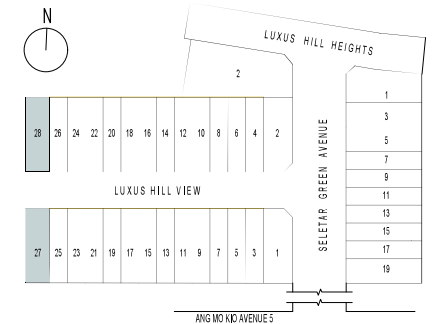 N
LUXUS HILL HEIGHTS
2
1
3
5
7
9
11
13
15
17
19
28 26 24 22 20 18 16 14 12 10 8 6 4 2
SELETAR GREEN AVENUE
LUXUS HILL VIEW
27 25 23 21 19 17 15 13 11 9 7 5 3 1
ANG MO KIO AVENUE 5